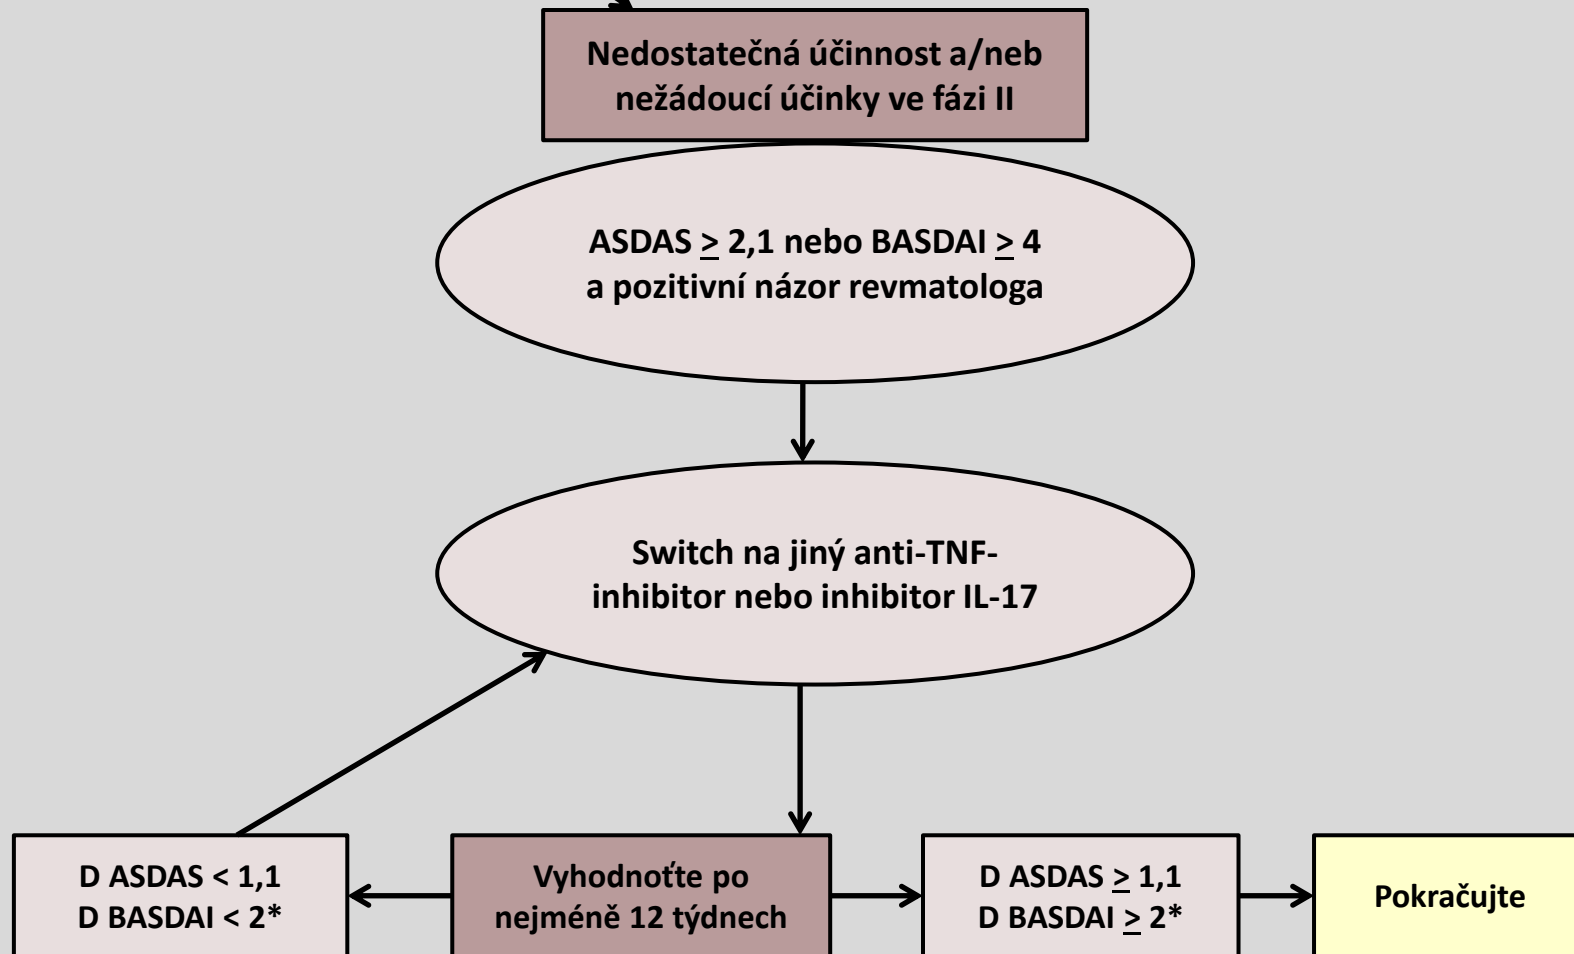 Nedostatečná účinnost a/neb
nežádoucí účinky ve fázi II
ASDAS ≥ 2,1 nebo BASDAI ≥ 4
a pozitivní názor revmatologa
Switch na jiný anti-TNF-
inhibitor nebo inhibitor IL-17
D ASDAS < 1,1
D BASDAI < 2*
Vyhodnoťte po
nejméně 12 týdnech
D ASDAS ≥ 1,1
D BASDAI ≥ 2*
Pokračujte